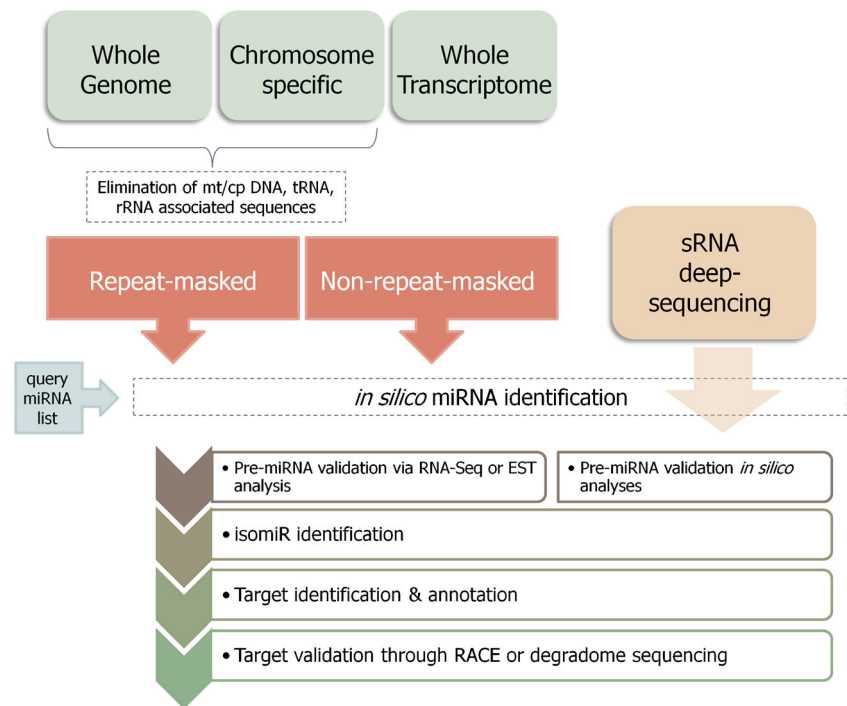 Whole
Genome
Chromosome
specific
Whole
Transcriptome
Elimination of mt/cp DNA, tRNA,
rRNA associated sequences
Repeat-masked
Non-repeat-masked
sRNA
deep-
sequencing
query
miRNA
list
in silico miRNA identification
• Pre-miRNA validation via RNA-Seq or EST
analysis
• Pre-miRNA validation in silico
analyses
• isomiR identification
• Target identification & annotation
• Target validation through RACE or degradome sequencing